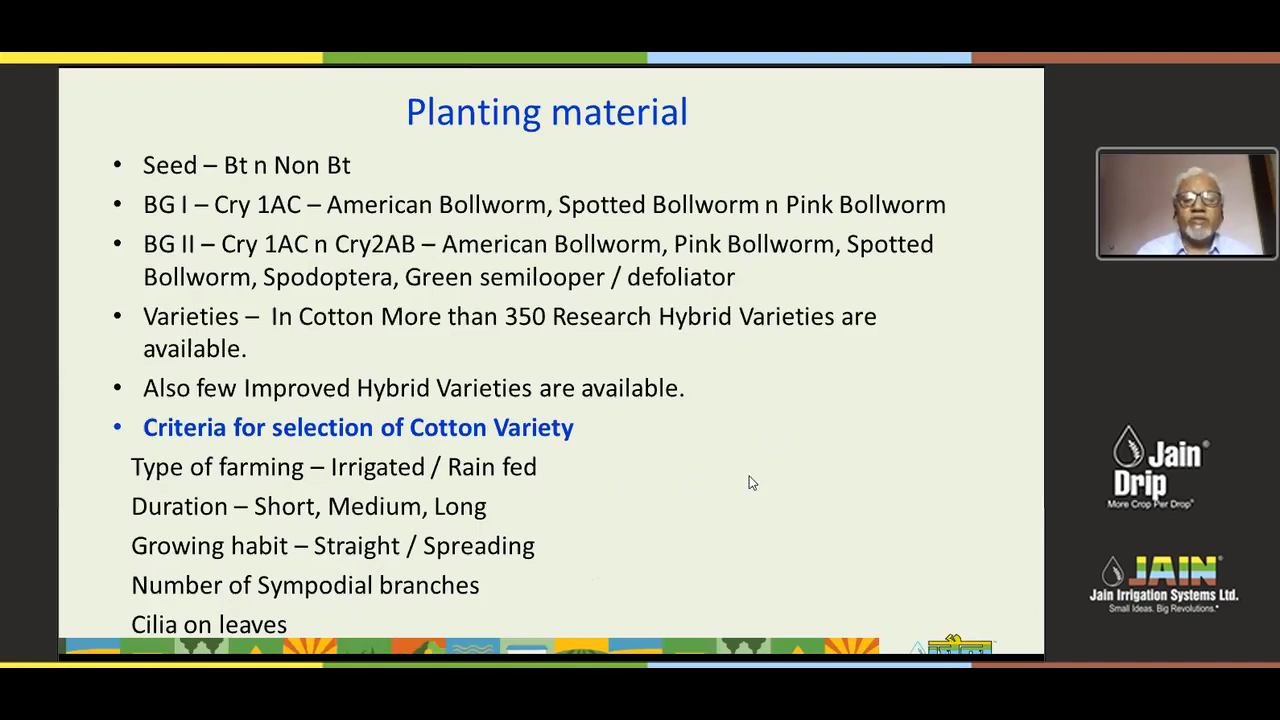 Planting material
• Seed – Bt n Non Bt
• BG I – Cry 1AC – American Bollworm, Spotted Bollworm n Pink Bollworm
• BG II – Cry 1AC n Cry2AB – American Bollworm, Pink Bollworm, Spotted
Bollworm, Spodoptera, Green semilooper / defoliator
• Varieties – In Cotton More than 350 Research Hybrid Varieties are
available.
• Also few Improved Hybrid Varieties are available.
• Criteria for selection of Cotton Variety
Type of farming – Irrigated / Rain fed
Duration – Short, Medium, Long
Growing habit – Straight / Spreading
Number of Sympodial branches
Cilia on leaves
Jain®
Drip
More Crop Per Drop®
JAIN®
Jain Irrigation Systems Ltd.
Small Ideas. Big Revolutions.®